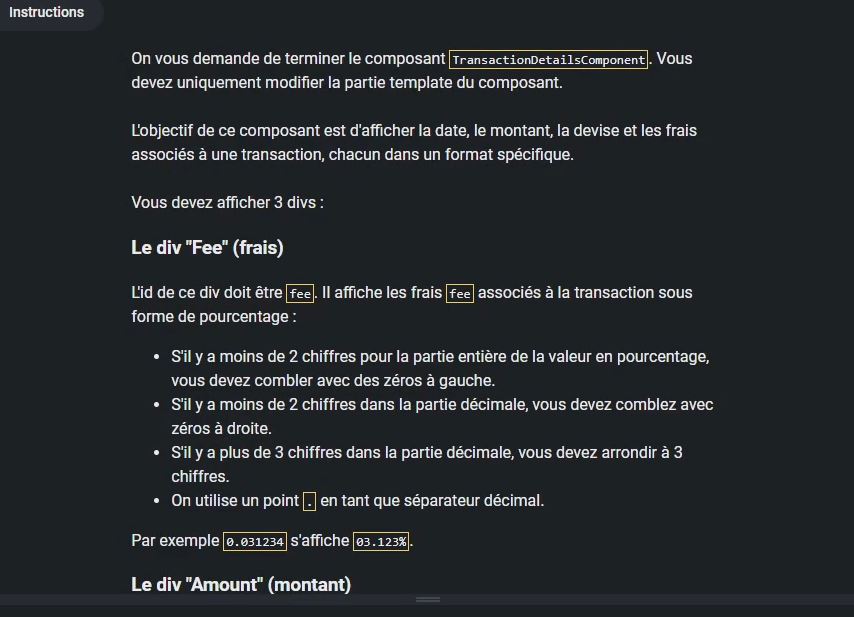 Instructions
On vous demande de terminer le composant TransactionDetailsComponent. Vous
devez uniquement modifier la partie template du composant.
L'objectif de ce composant est d'afficher la date, le montant, la devise et les frais
associés à une transaction, chacun dans un format spécifique.
Vous devez afficher 3 divs :
Le div "Fee" (frais)
L'id de ce div doit être fee. Il affiche les frais fee associés à la transaction sous
forme de pourcentage :
• S'il y a moins de 2 chiffres pour la partie entière de la valeur en pourcentage,
vous devez combler avec des zéros à gauche.
• S'il y a moins de 2 chiffres dans la partie décimale, vous devez comblez avec
zéros à droite.
• S'il y a plus de 3 chiffres dans la partie décimale, vous devez arrondir à 3
chiffres.
• On utilise un point . en tant que séparateur décimal.
Par exemple 0.031234 s'affiche 03.123%.
Le div "Amount" (montant)